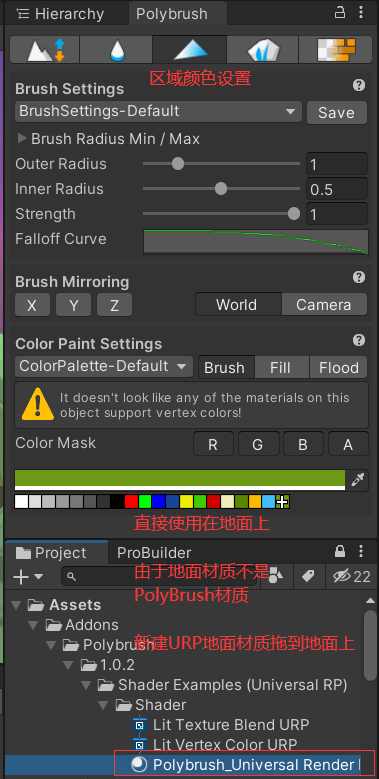 Hierarchy Polybrush
区域颜色设置
Brush Settings
BrushSettings-Default Save
Brush Radius Min / Max
Outer Radius 1
Inner Radius 0.5
Strength 1
Falloff Curve
Brush Mirroring
X Y Z World Camera
Color Paint Settings
ColorPalette-Default Brush Fill Flood
It doesn't look like any of the materials on this
object support vertex colors!
Color Mask R G B A
直接使用在地面上
Project ProBuilder
22
由于地面材质不是
PolyBrush材质
Assets
Addons
Polybrush
新建URP地面材质拖到地面上
1.0.2
Shader Examples (Universal RP)
Shader
Lit Texture Blend URP
Lit Vertex Color URP
Polybrush_Universal Render